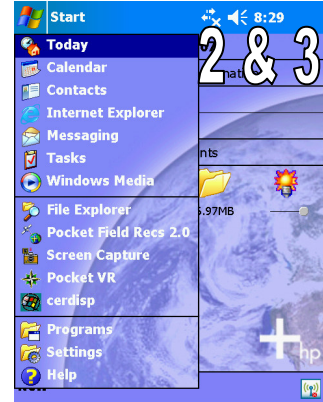 Start 8:29
2 & 3
Today
Calendar
Contacts
Internet Explorer
Messaging
Tasks
nts
Windows Media
File Explorer
5.97MB
Pocket Field Recs 2.0
Screen Capture
Pocket VR
cerdisp
Programs
Settings
hp
Help